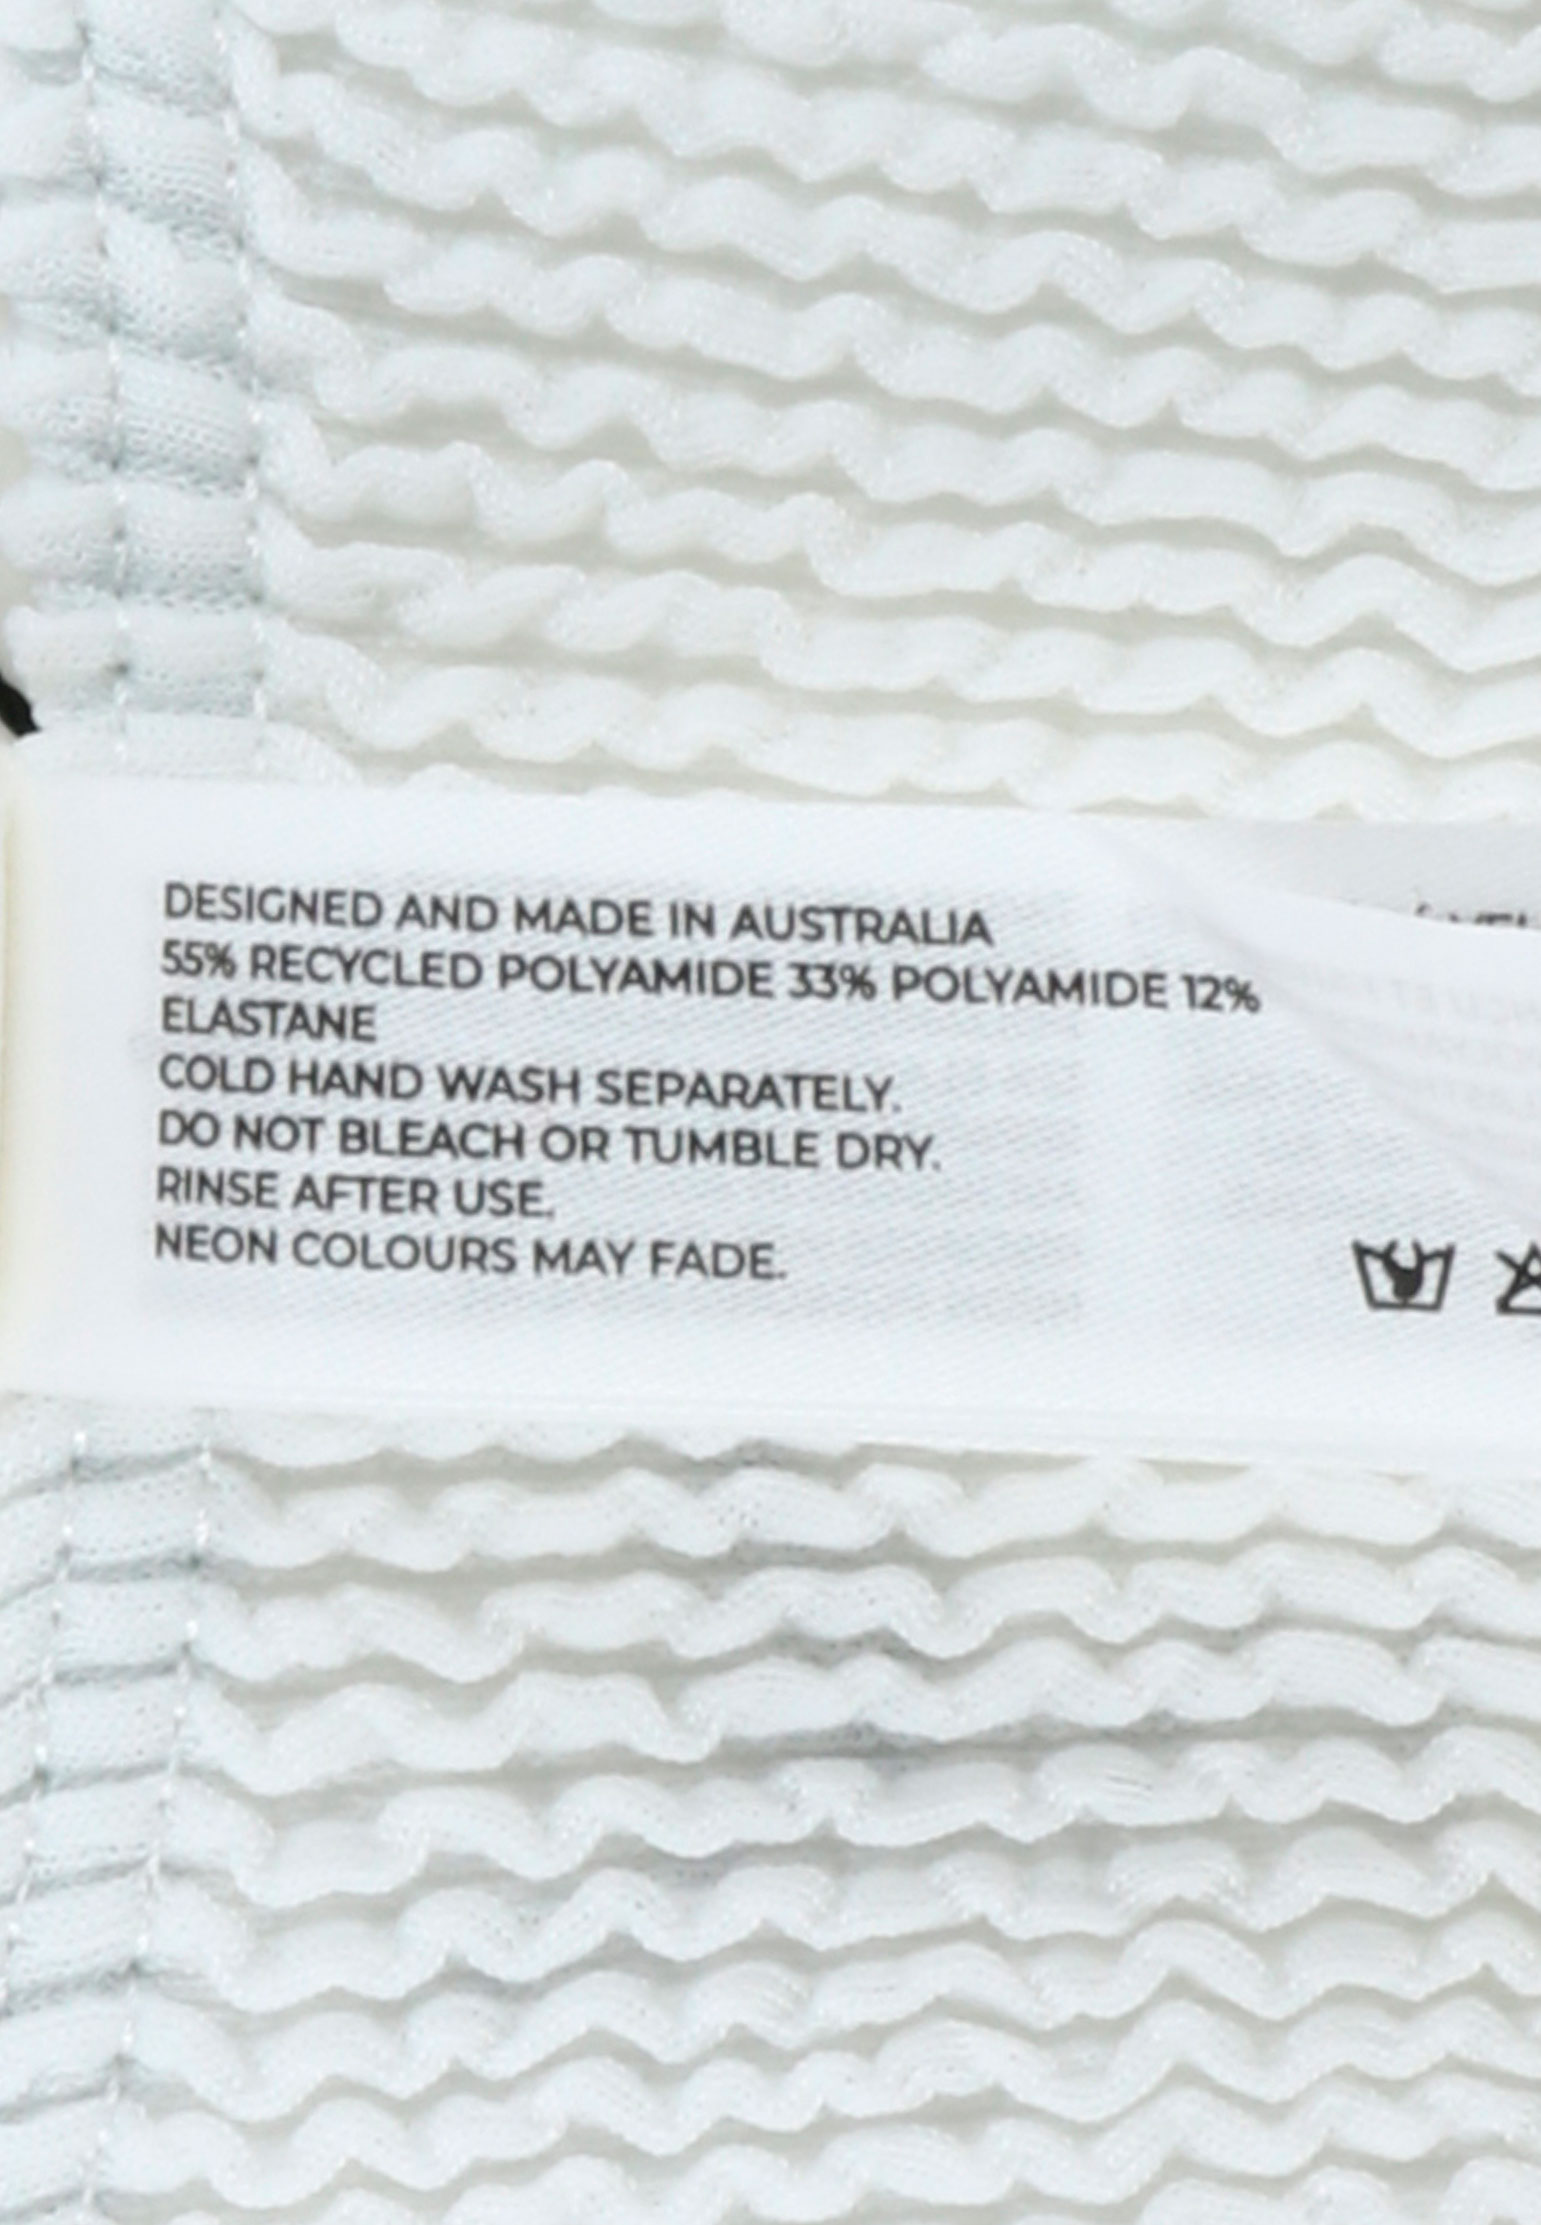 DESIGNED AND MADE IN AUSTRALIA
55% RECYCLED POLYAMIDE 33% POLYAMIDE 12%
ELASTANE
COLD HAND WASH SEPARATELY.
DO NOT BLEACH OR TUMBLE DRY.
RINSE AFTER USE.
NEON COLOURS MAY FADE.